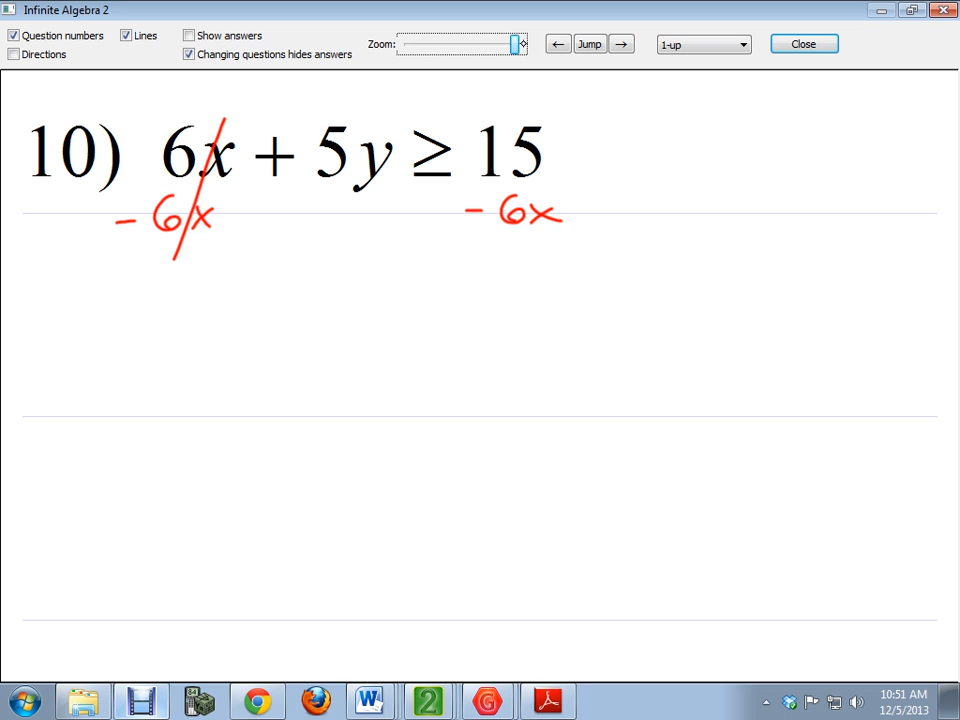 Infinite Algebra 2
Question numbers Lines Show answers
Directions Changing questions hides answers
Zoom: ← Jump → 1-up Close
10) 6x + 5y ≥ 15
- 6x - 6x
10:51 AM
12/5/2013